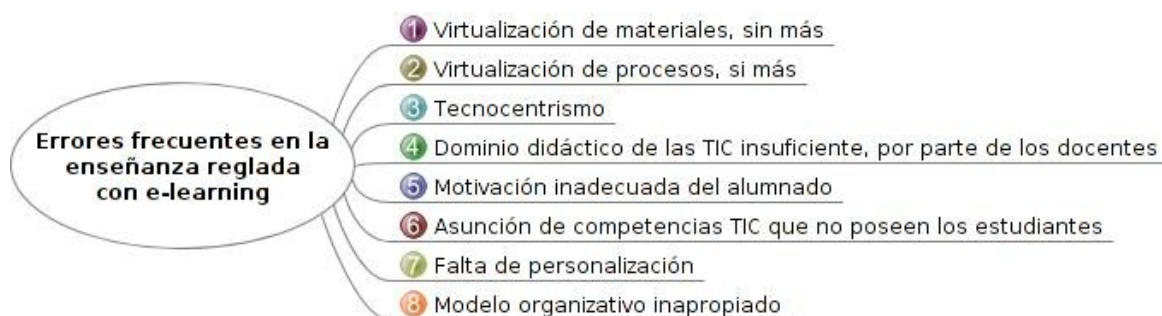 Errores frecuentes en la
enseñanza reglada
con e-learning
1 Virtualización de materiales, sin más
2 Virtualización de procesos, si más
3 Tecnocentrismo
4 Dominio didáctico de las TIC insuficiente, por parte de los docentes
5 Motivación inadecuada del alumnado
6 Asunción de competencias TIC que no poseen los estudiantes
7 Falta de personalización
8 Modelo organizativo inapropiado